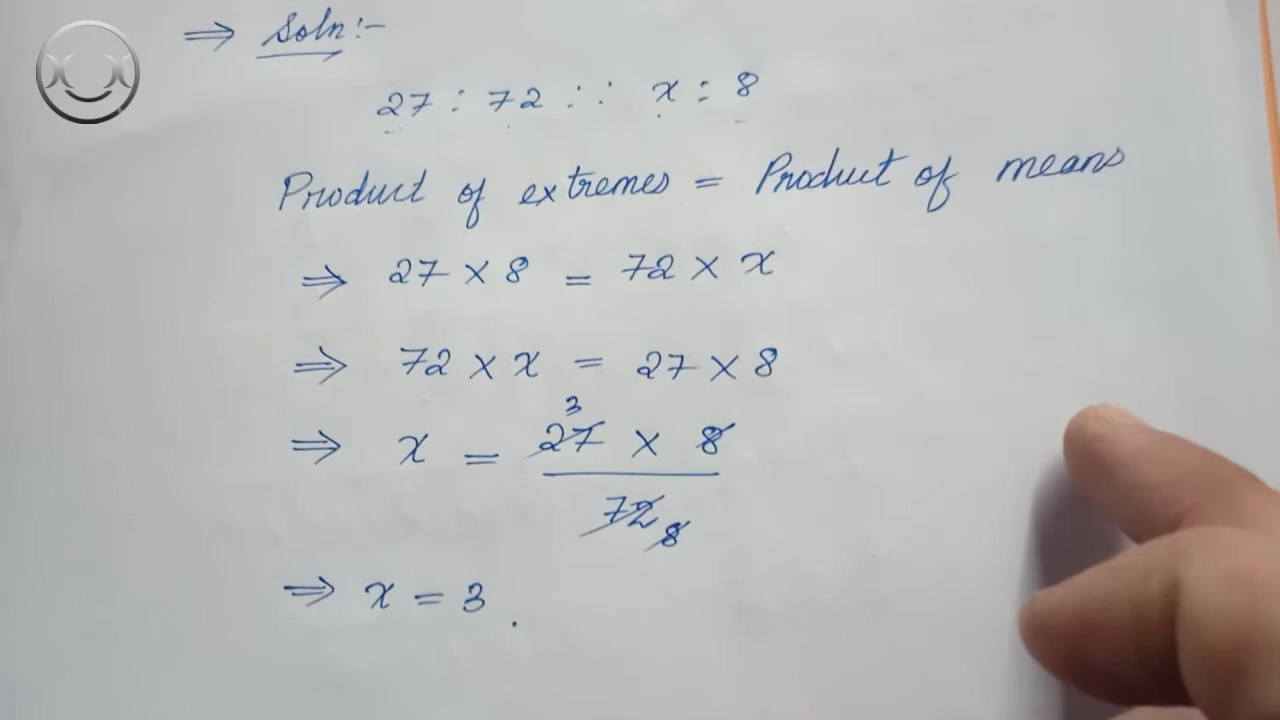 ⇒ Soln :-
27 : 72 :: x : 8
Product of extremes = Product of means
⇒ 27 × 8 = 72 × x
⇒ 72 × x = 27 × 8
3
⇒ x = 27 × 8
72 8
⇒ x = 3 .